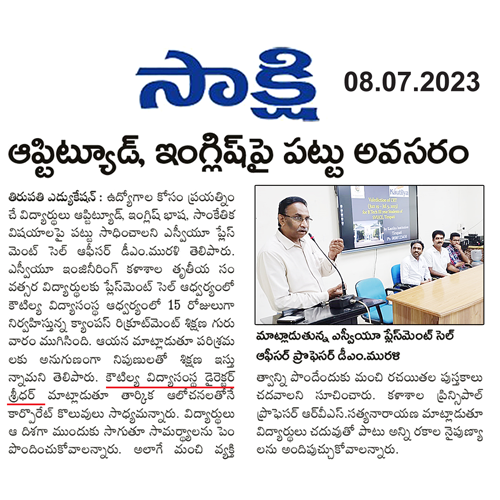 సాక్షి
08.07.2023
ఆప్టిట్యూడ్, ఇంగ్లిష్‌పై పట్టు అవసరం
తిరుపతి ఎడ్యుకేషన్ : ఉద్యోగాల కోసం ప్రయత్నిం
చే విద్యార్థులు ఆప్టిట్యూడ్, ఇంగ్లిష్ భాష, సాంకేతిక
విషయాలపై పట్టు సాధించాలని ఎస్వీయూ ప్లేస్
మెంట్ సెల్ ఆఫీసర్ డీఎం.మురళి తెలిపారు.
ఎస్వీయూ ఇంజినీరింగ్ కళాశాల తృతీయ సం
వత్సర విద్యార్థులకు ప్లేస్‌మెంట్ సెల్ ఆధ్వర్యంలో
కౌటిల్య విద్యాసంస్థ ఆధ్వర్యంలో 15 రోజులుగా
నిర్వహిస్తున్న క్యాంపస్ రిక్రూట్‌మెంట్ శిక్షణ గురు
వారం ముగిసింది. ఆయన మాట్లాడుతూ పరిశ్రమ
లకు అనుగుణంగా నిపుణులతో శిక్షణ ఇస్తు
న్నామని తెలిపారు. కౌటిల్య విద్యాసంస్థ డైరెక్టర్
శ్రీధర్ మాట్లాడుతూ తార్కిక ఆలోచనలతోనే
కార్పొరేట్ కొలువులు సాధ్యమన్నారు. విద్యార్థులు
ఆ దిశగా ముందుకు సాగుతూ సామర్థ్యాలను పెం
పొందించుకోవాలన్నారు. అలాగే మంచి వ్యక్తి
మాట్లాడుతున్న ఎస్వీయూ ప్లేస్‌మెంట్ సెల్
ఆఫీసర్ ప్రొఫెసర్ డీఎం.మురళి
త్వాన్ని పొందేందుకు మంచి రచయితల పుస్తకాలు
చదవాలని సూచించారు. కళాశాల ప్రిన్సిపాల్
ప్రొఫెసర్ ఆర్‌వీఎస్.సత్యనారాయణ మాట్లాడుతూ
విద్యార్థులు చదువుతో పాటు అన్ని రకాల నైపుణ్యా
లను అందిపుచ్చుకోవాలన్నారు.